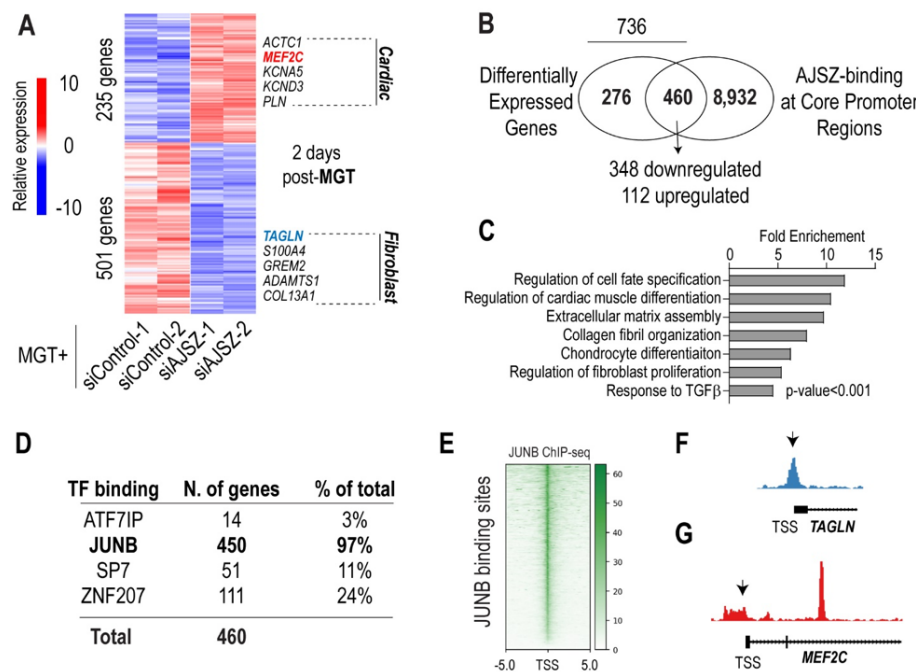 A
Relative expression
10
0
-10
235 genes
501 genes
ACTC1
MEF2C
KCNA5
KCND3
PLN
Cardiac
2 days
post-MGT
TAGLN
S100A4
GREM2
ADAMTS1
COL13A1
Fibroblast
MGT+
siControl-1
siControl-2
siAJSZ-1
siAJSZ-2
B
736
Differentially
Expressed
Genes
276
460
8,932
AJSZ-binding
at Core Promoter
Regions
348 downregulated
112 upregulated
C
Fold Enrichment
0 5 10 15
Regulation of cell fate specification
Regulation of cardiac muscle differentiation
Extracellular matrix assembly
Collagen fibril organization
Chondrocyte differentiaiton
Regulation of fibroblast proliferation
Response to TGFβ
p-value<0.001
D
TF binding N. of genes % of total
ATF7IP 14 3%
JUNB 450 97%
SP7 51 11%
ZNF207 111 24%
Total 460
E
JUNB ChIP-seq
JUNB binding sites
60
50
40
30
20
10
0
-5.0 TSS 5.0
F
TSS TAGLN
G
TSS MEF2C